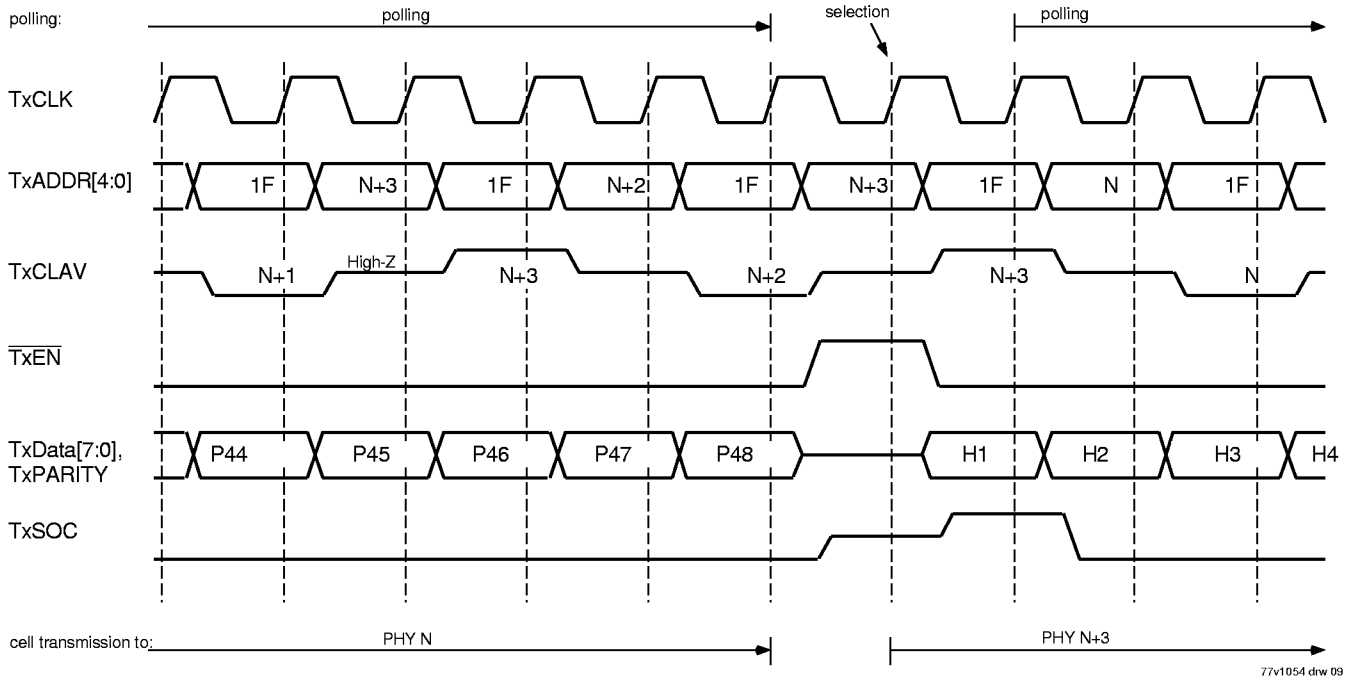 polling: polling selection polling
TxCLK
TxADDR[4:0] 1F N+3 1F N+2 1F N+3 1F N 1F
TxCLAV N+1 High-Z N+3 N+2 N+3 N
TxEN
TxData[7:0], TxPARITY P44 P45 P46 P47 P48 H1 H2 H3 H4
TxSOC
cell transmission to: PHY N PHY N+3
77v1054 drw 09